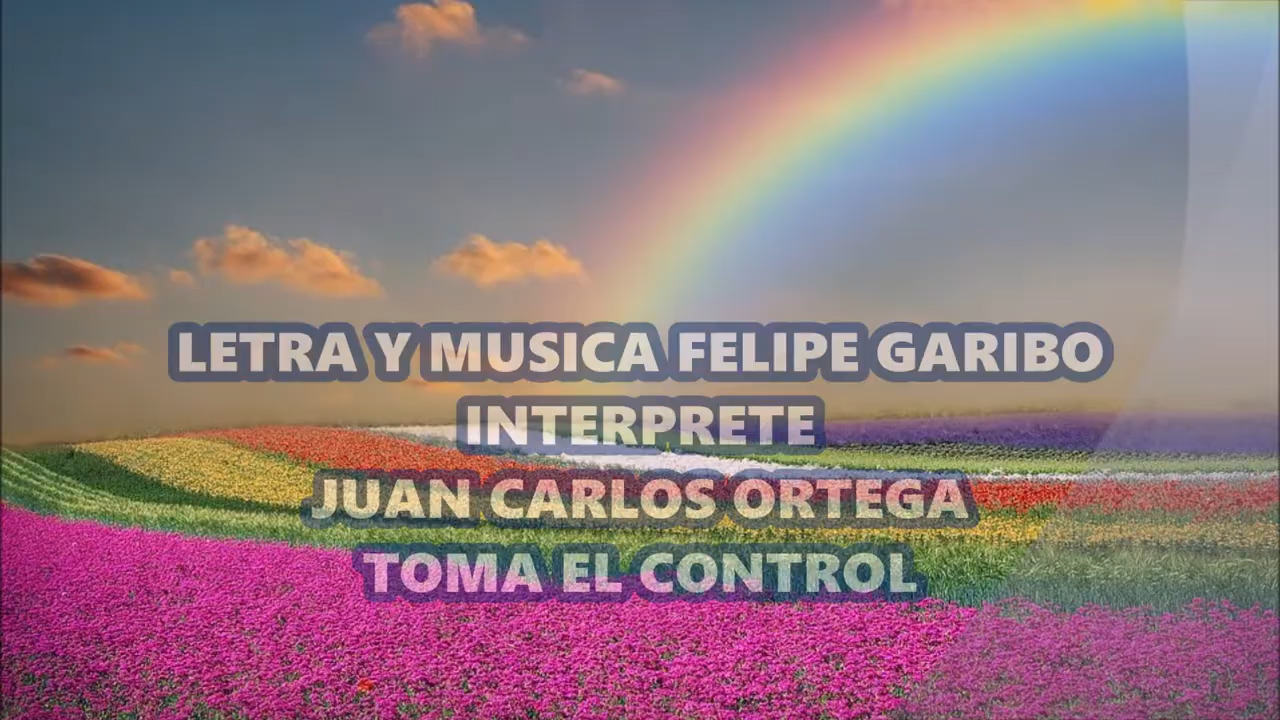 LETRA Y MUSICA FELIPE GARIBO
INTERPRETE
JUAN CARLOS ORTEGA
TOMA EL CONTROL